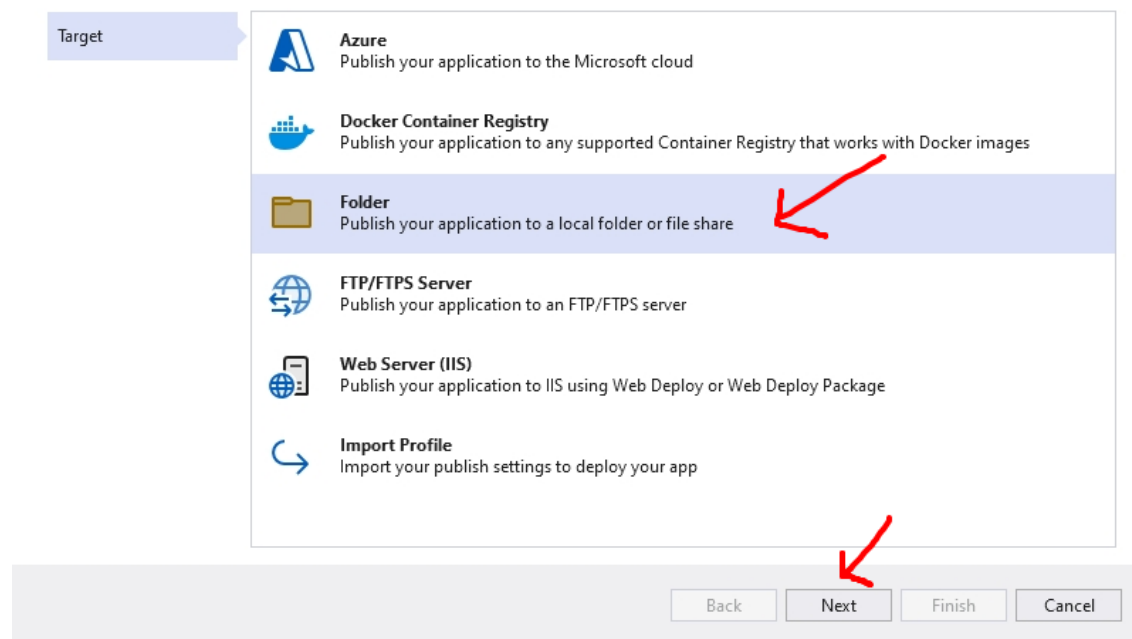 Target
Azure
Publish your application to the Microsoft cloud
Docker Container Registry
Publish your application to any supported Container Registry that works with Docker images
Folder
Publish your application to a local folder or file share
FTP/FTPS Server
Publish your application to an FTP/FTPS server
Web Server (IIS)
Publish your application to IIS using Web Deploy or Web Deploy Package
Import Profile
Import your publish settings to deploy your app
Back Next Finish Cancel